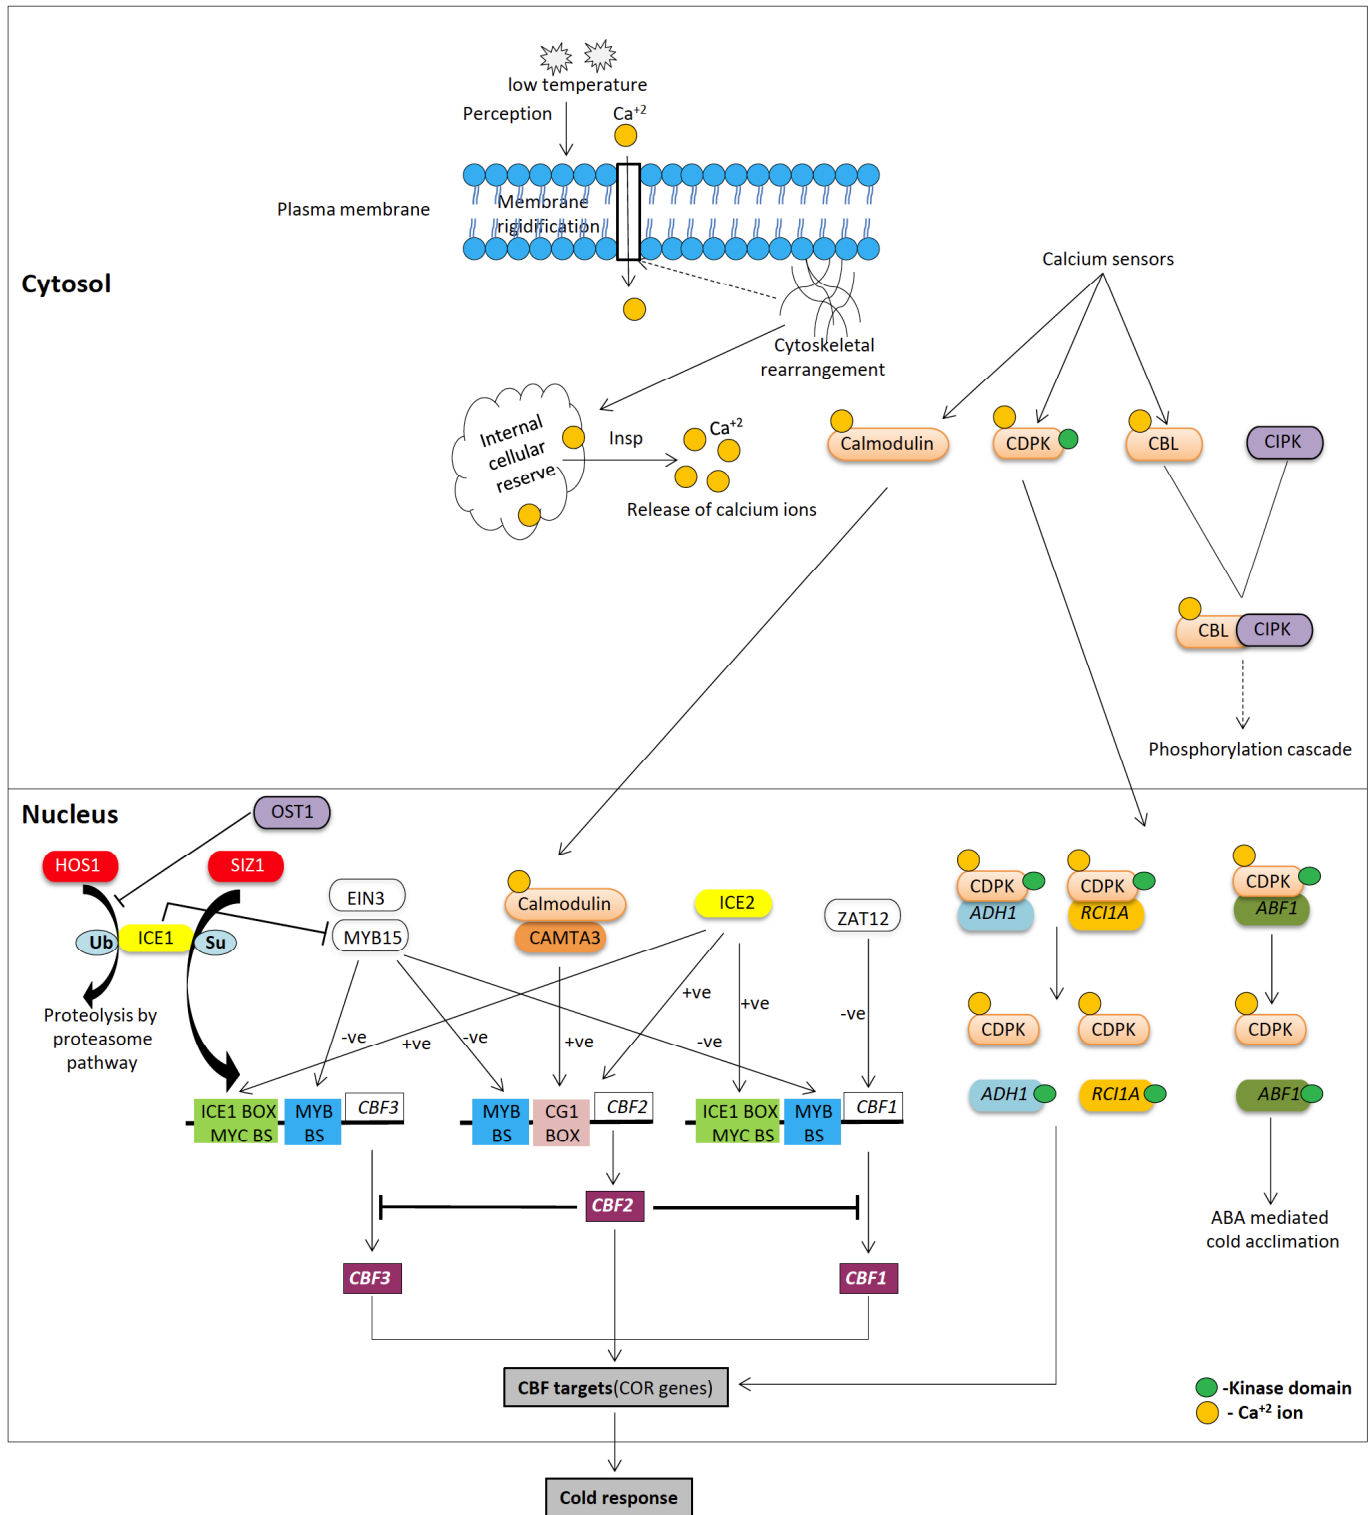 low temperature
Perception
Ca+2
Plasma membrane
Membrane
rigidification
Cytosol
Calcium sensors
Cytoskeletal
rearrangement
Internal
cellular
reserve
Insp
Ca+2
Release of calcium ions
Calmodulin
CDPK
CBL
CIPK
CBL
CIPK
Phosphorylation cascade
Nucleus
OST1
HOS1
SIZ1
EIN3
MYB15
Ub
ICE1
Su
Proteolysis by
proteasome
pathway
Calmodulin
CAMTA3
ICE2
ZAT12
CDPK
ADH1
CDPK
RCI1A
CDPK
ABF1
-ve
+ve
-ve
+ve
+ve
-ve
+ve
-ve
CDPK
CDPK
CDPK
ICE1 BOX
MYC BS
MYB
BS
CBF3
MYB
BS
CG1
BOX
CBF2
ICE1 BOX
MYC BS
MYB
BS
CBF1
ADH1
RCI1A
ABF1
CBF2
CBF3
CBF1
ABA mediated
cold acclimation
CBF targets(COR genes)
-Kinase domain
- Ca+2 ion
Cold response